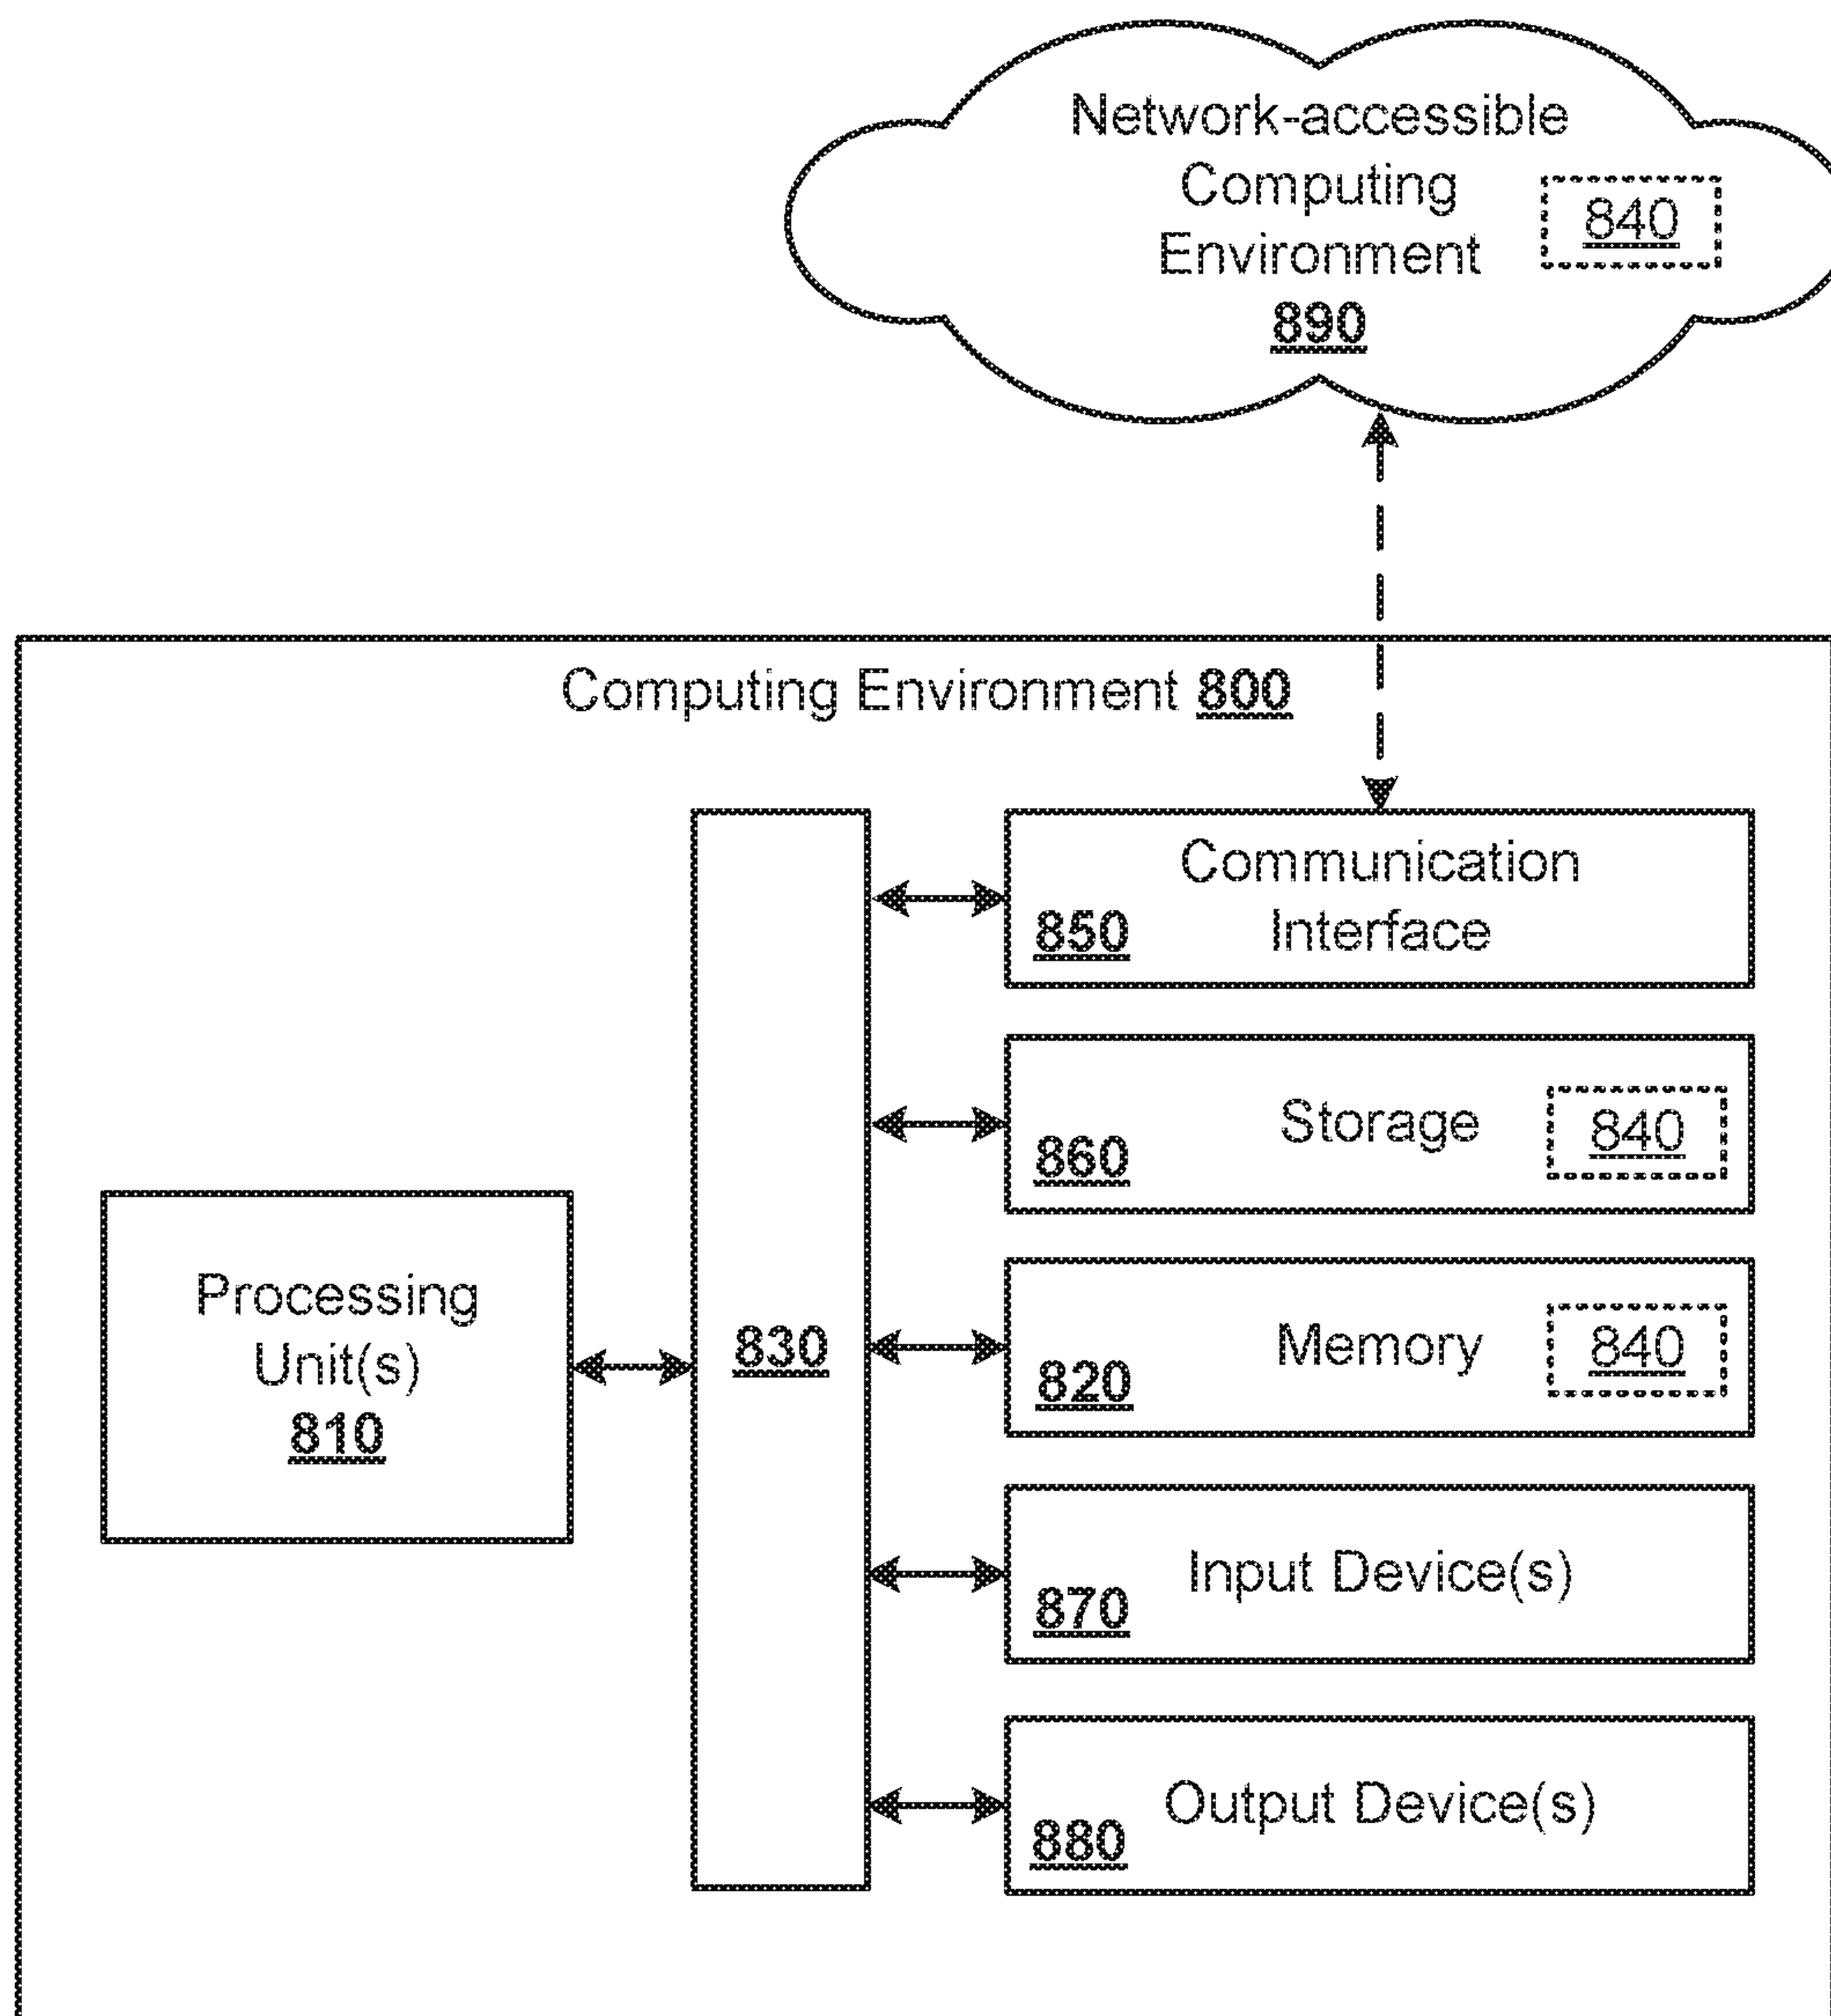 Network-accessible
Computing
Environment
840
890
Computing Environment 800
Communication
Interface
850
Storage
840
860
Processing
Unit(s)
810
830
Memory
840
820
Input Device(s)
870
Output Device(s)
880